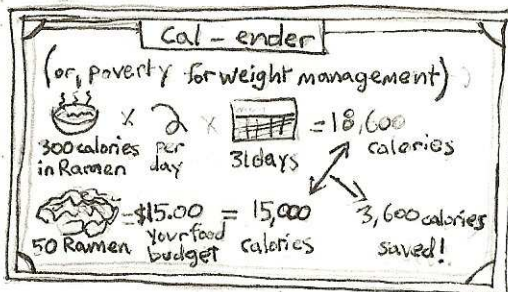 Cal - ender
(or, poverty for weight management)
x 2 x = 18,600
300 calories per 31 days calories
in Ramen day
= $15.00 = 15,000 3,600 calories
50 Ramen your food calories saved!
budget